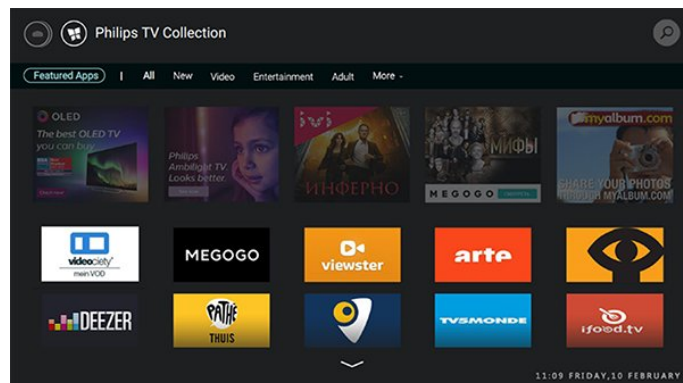 Philips TV Collection
Featured Apps | All New Video Entertainment Adult More
OLED
The best OLED TV
you can buy
Philips
Ambilight TV.
Looks better.
ivi
ИНФЕРНО
МИФЫ
MEGOGO
myalbum.com
SHARE YOUR PHOTOS
THROUGH MYALBUM.COM
videociety
mein VOD
MEGOGO
viewster
arte
DEEZER
PATHÉ
THUIS
TV5MONDE
ifood.tv
11:09 FRIDAY,10 FEBRUARY